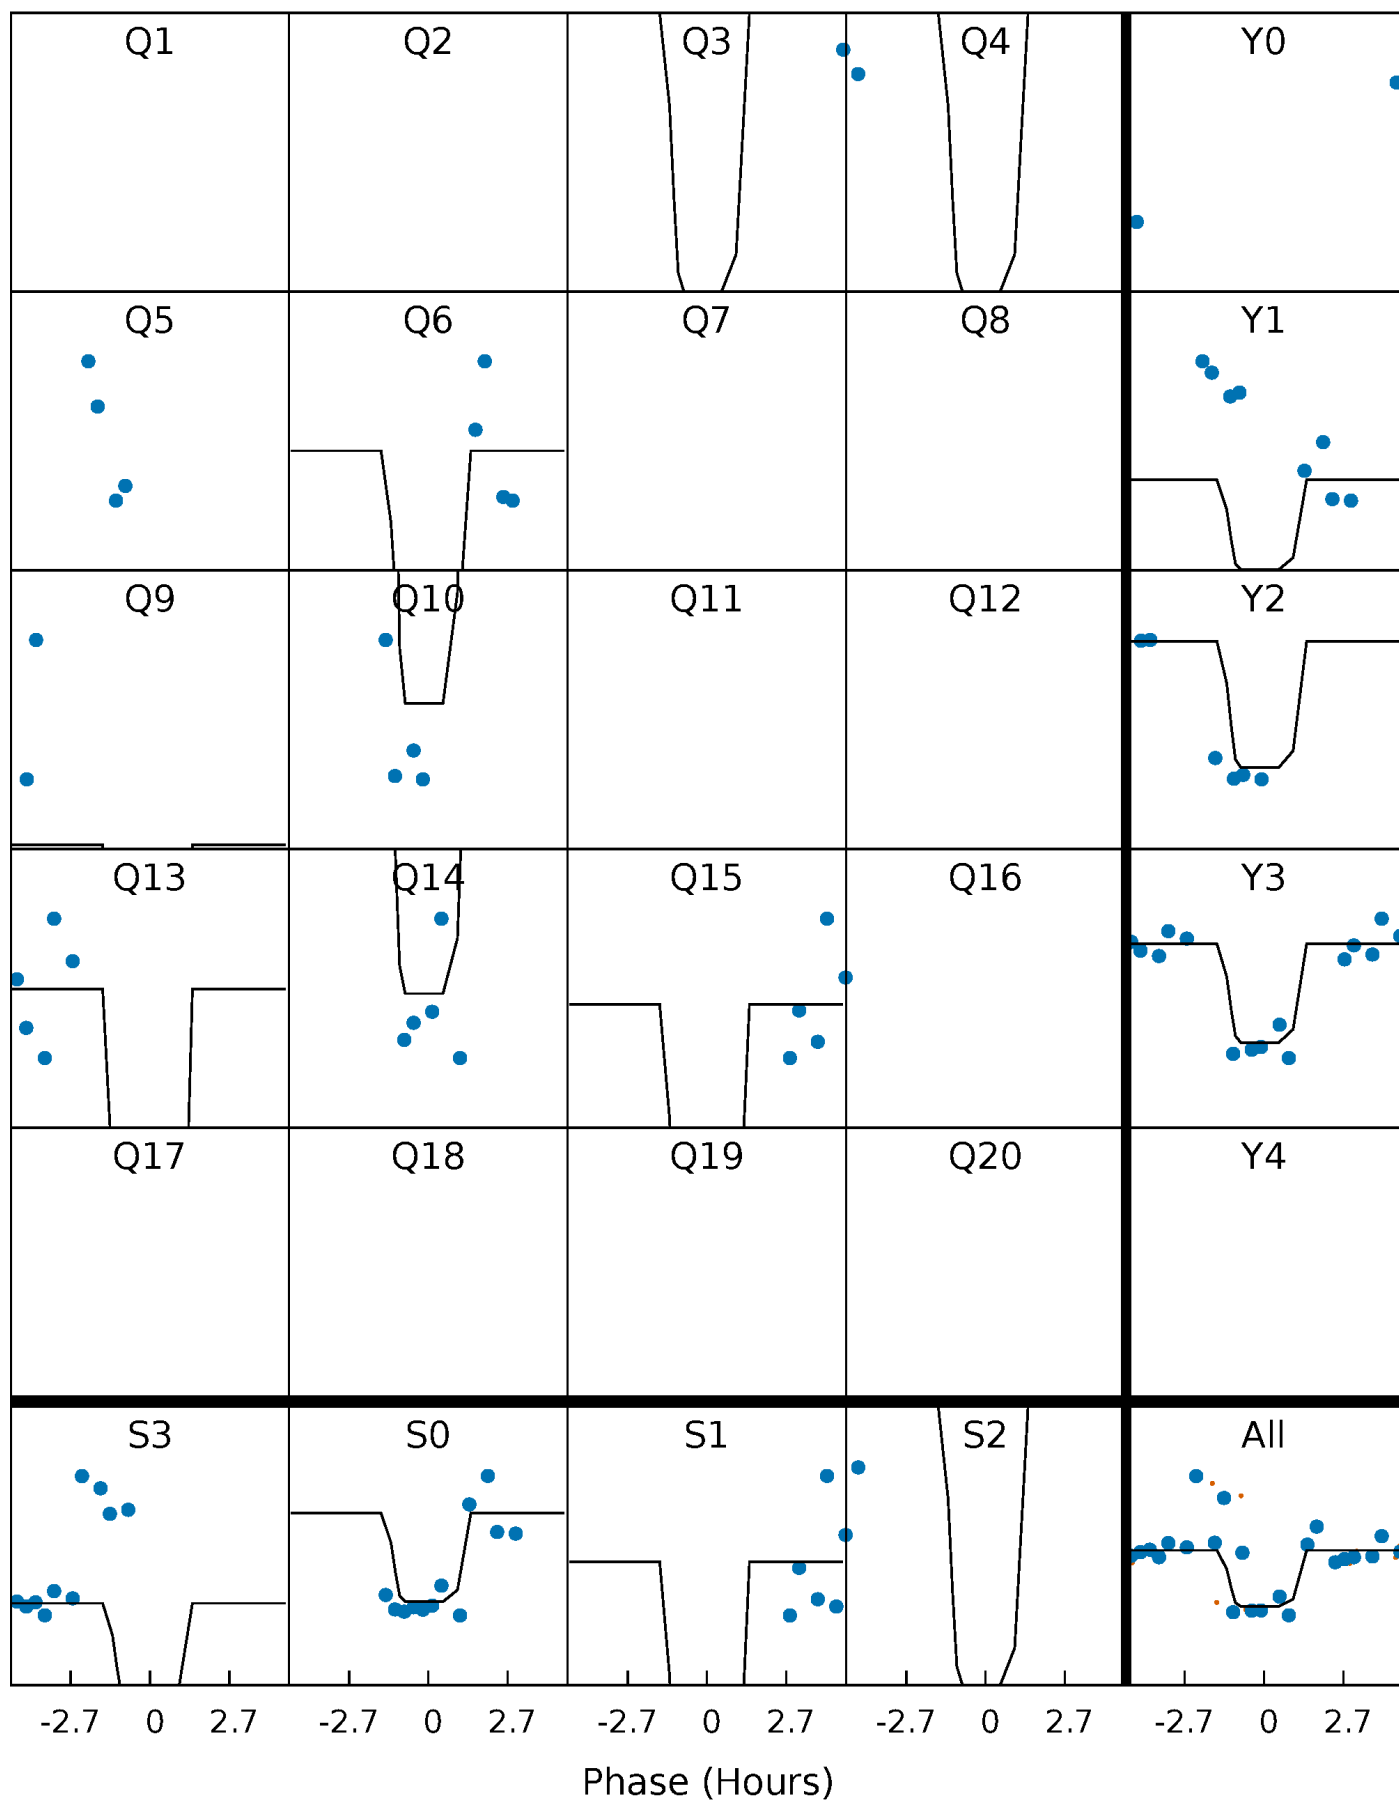 Q1 Q2 Q3 Q4 Y0
Q5 Q6 Q7 Q8 Y1
Q9 Q10 Q11 Q12 Y2
Q13 Q14 Q15 Q16 Y3
Q17 Q18 Q19 Q20 Y4
S3 S0 S1 S2 All
-2.7 0 2.7 -2.7 0 2.7 -2.7 0 2.7 -2.7 0 2.7 -2.7 0 2.7
Phase (Hours)